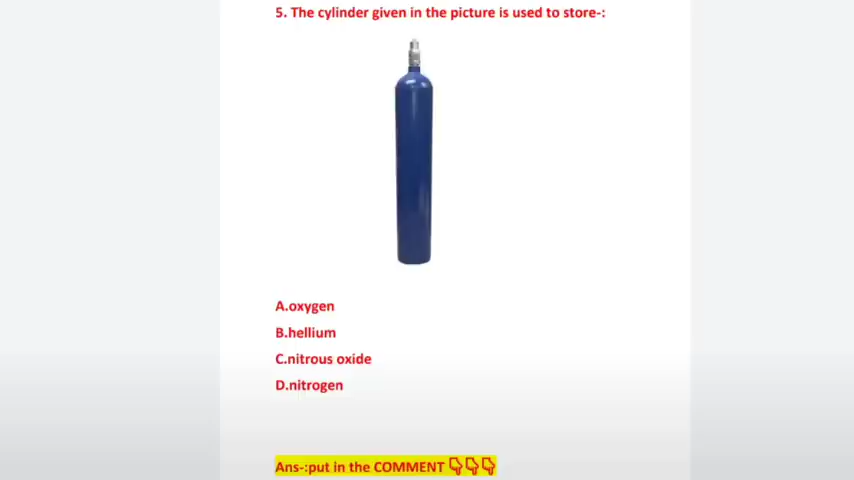 5. The cylinder given in the picture is used to store-:
A.oxygen
B.hellium
C.nitrous oxide
D.nitrogen
Ans-:put in the COMMENT 👇👇👇